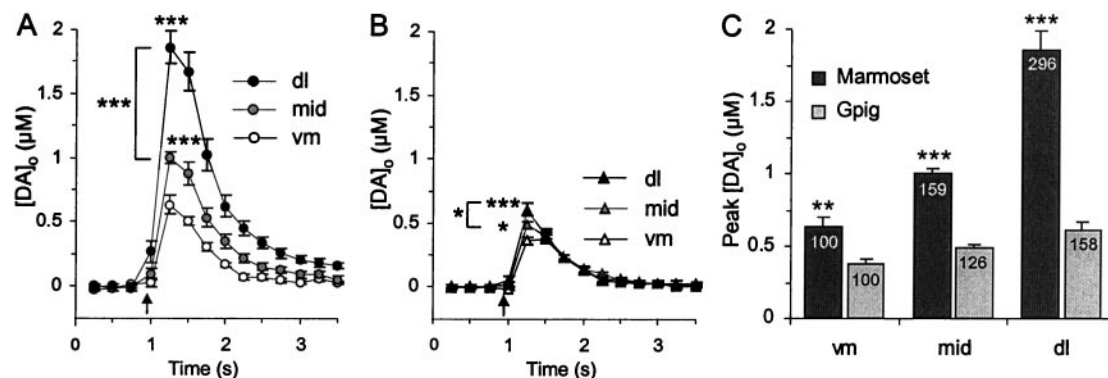 A
[DA]o (µM)
2
1.5
1
0.5
0
***
***
***
dl
mid
vm
0 1 2 3
Time (s)
B
[DA]o (µM)
2
1.5
1
0.5
0
* *** *
dl
mid
vm
0 1 2 3
Time (s)
C
Peak [DA]o (µM)
2
1.5
1
0.5
0
Marmoset
Gpig
** 100 100
*** 159 126
*** 296 158
vm mid dl